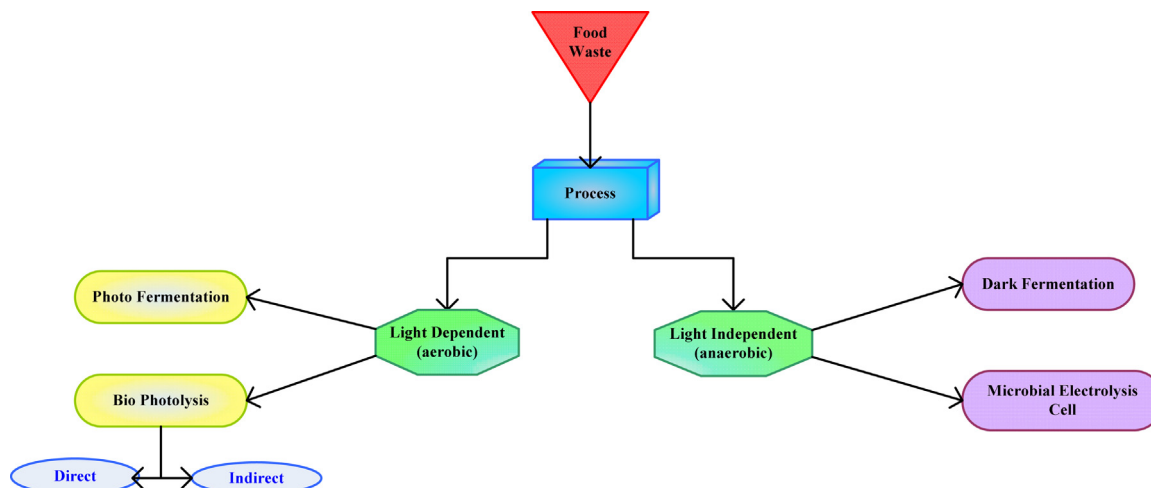 Food
Waste
Process
Photo Fermentation
Light Dependent
(aerobic)
Light Independent
(anaerobic)
Dark Fermentation
Bio Photolysis
Microbial Electrolysis
Cell
Direct
Indirect